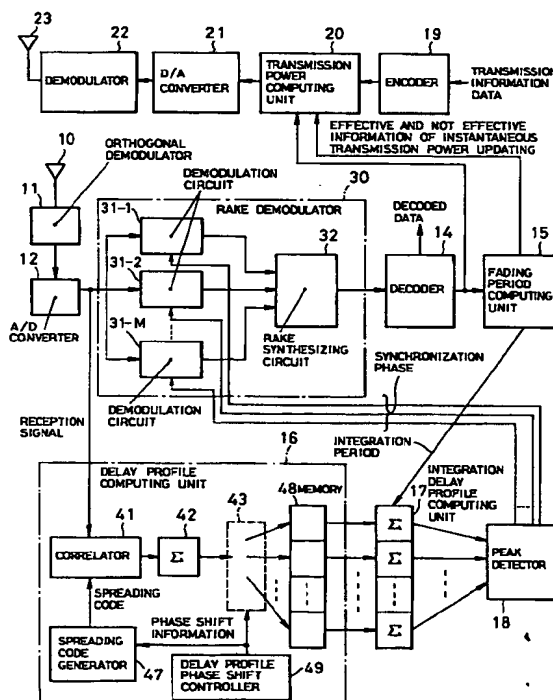 23
22
21
20
19
DEMODULATOR
D/A
CONVERTER
TRANSMISSION
POWER
COMPUTING
UNIT
ENCODER
TRANSMISSION
INFORMATION
DATA
EFFECTIVE AND NOT EFFECTIVE
INFORMATION OF INSTANTANEOUS
TRANSMISSION POWER UPDATING
10
ORTHOGONAL
DEMODULATOR
11
DEMODULATION
CIRCUIT
30
31-1
RAKE DEMODULATOR
DECODED
DATA
15
12
31-2
32
14
A/D
CONVERTER
31-M
RAKE
SYNTHESIZING
CIRCUIT
DECODER
FADING
PERIOD
COMPUTING
UNIT
DEMODULATION
CIRCUIT
SYNCHRONIZATION
PHASE
RECEPTION
SIGNAL
INTEGRATION
PERIOD
16
DELAY PROFILE
COMPUTING UNIT
48 MEMORY
17
INTEGRATION DELAY
PROFILE COMPUTING
UNIT
41
42
43
CORRELATOR
Σ
Σ
Σ
Σ
PEAK
DETECTOR
18
SPREADING
CODE
PHASE SHIFT
INFORMATION
SPREADING
CODE
GENERATOR
47
DELAY PROFILE
PHASE SHIFT
CONTROLLER
49